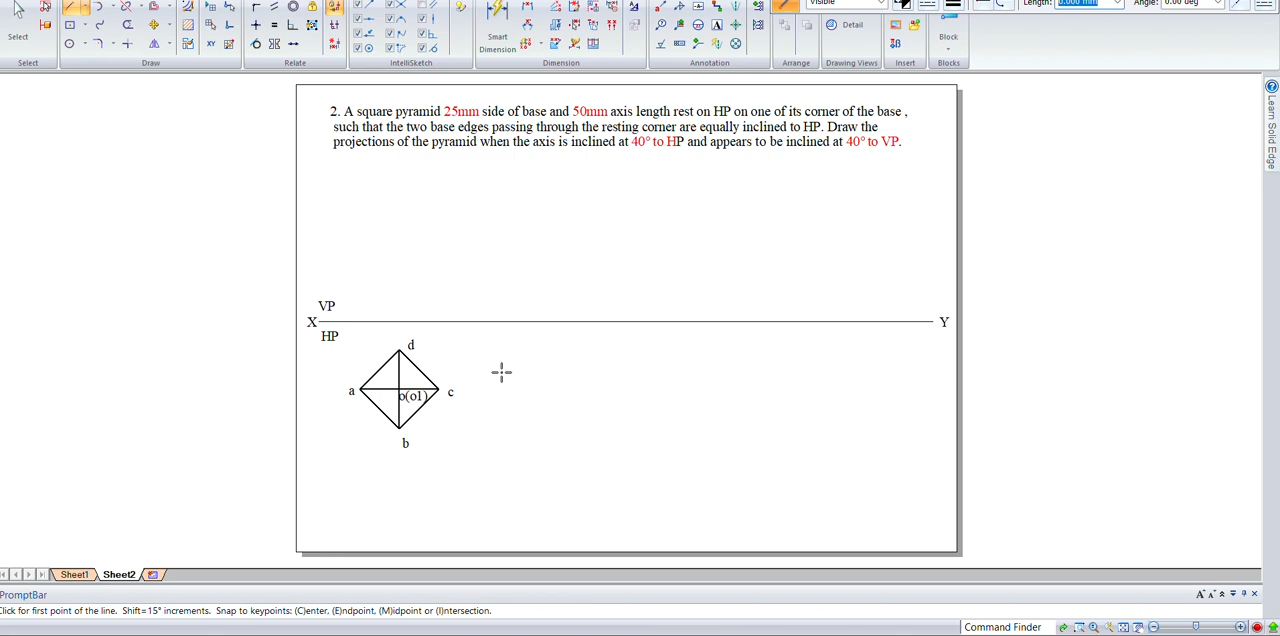 Visible
Length: 0.000 mm Angle: 0.00 deg
Select
Smart
Dimension
XY
A
Detail
Block
Select Draw Relate IntelliSketch Dimension Annotation Arrange Drawing Views Insert Blocks
Learn Solid Edge
2. A square pyramid 25mm side of base and 50mm axis length rest on HP on one of its corner of the base ,
such that the two base edges passing through the resting corner are equally inclined to HP. Draw the
projections of the pyramid when the axis is inclined at 40° to HP and appears to be inclined at 40° to VP.
VP
X Y
HP
d
a o(o1) c
b
Sheet1 Sheet2
PromptBar
Click for first point of the line. Shift=15° increments. Snap to keypoints: (C)enter, (E)ndpoint, (M)idpoint or (I)ntersection.
Command Finder